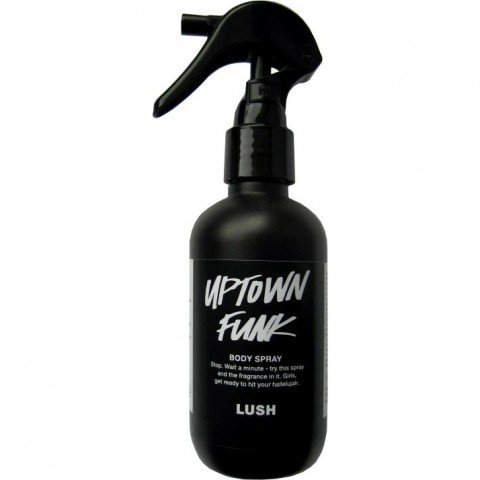 UPTOWN
FUNK
BODY SPRAY
Stop. Wait a minute - try this spray
and the fragrance in it. Girls,
get ready to hit your hallelujah.
LUSH